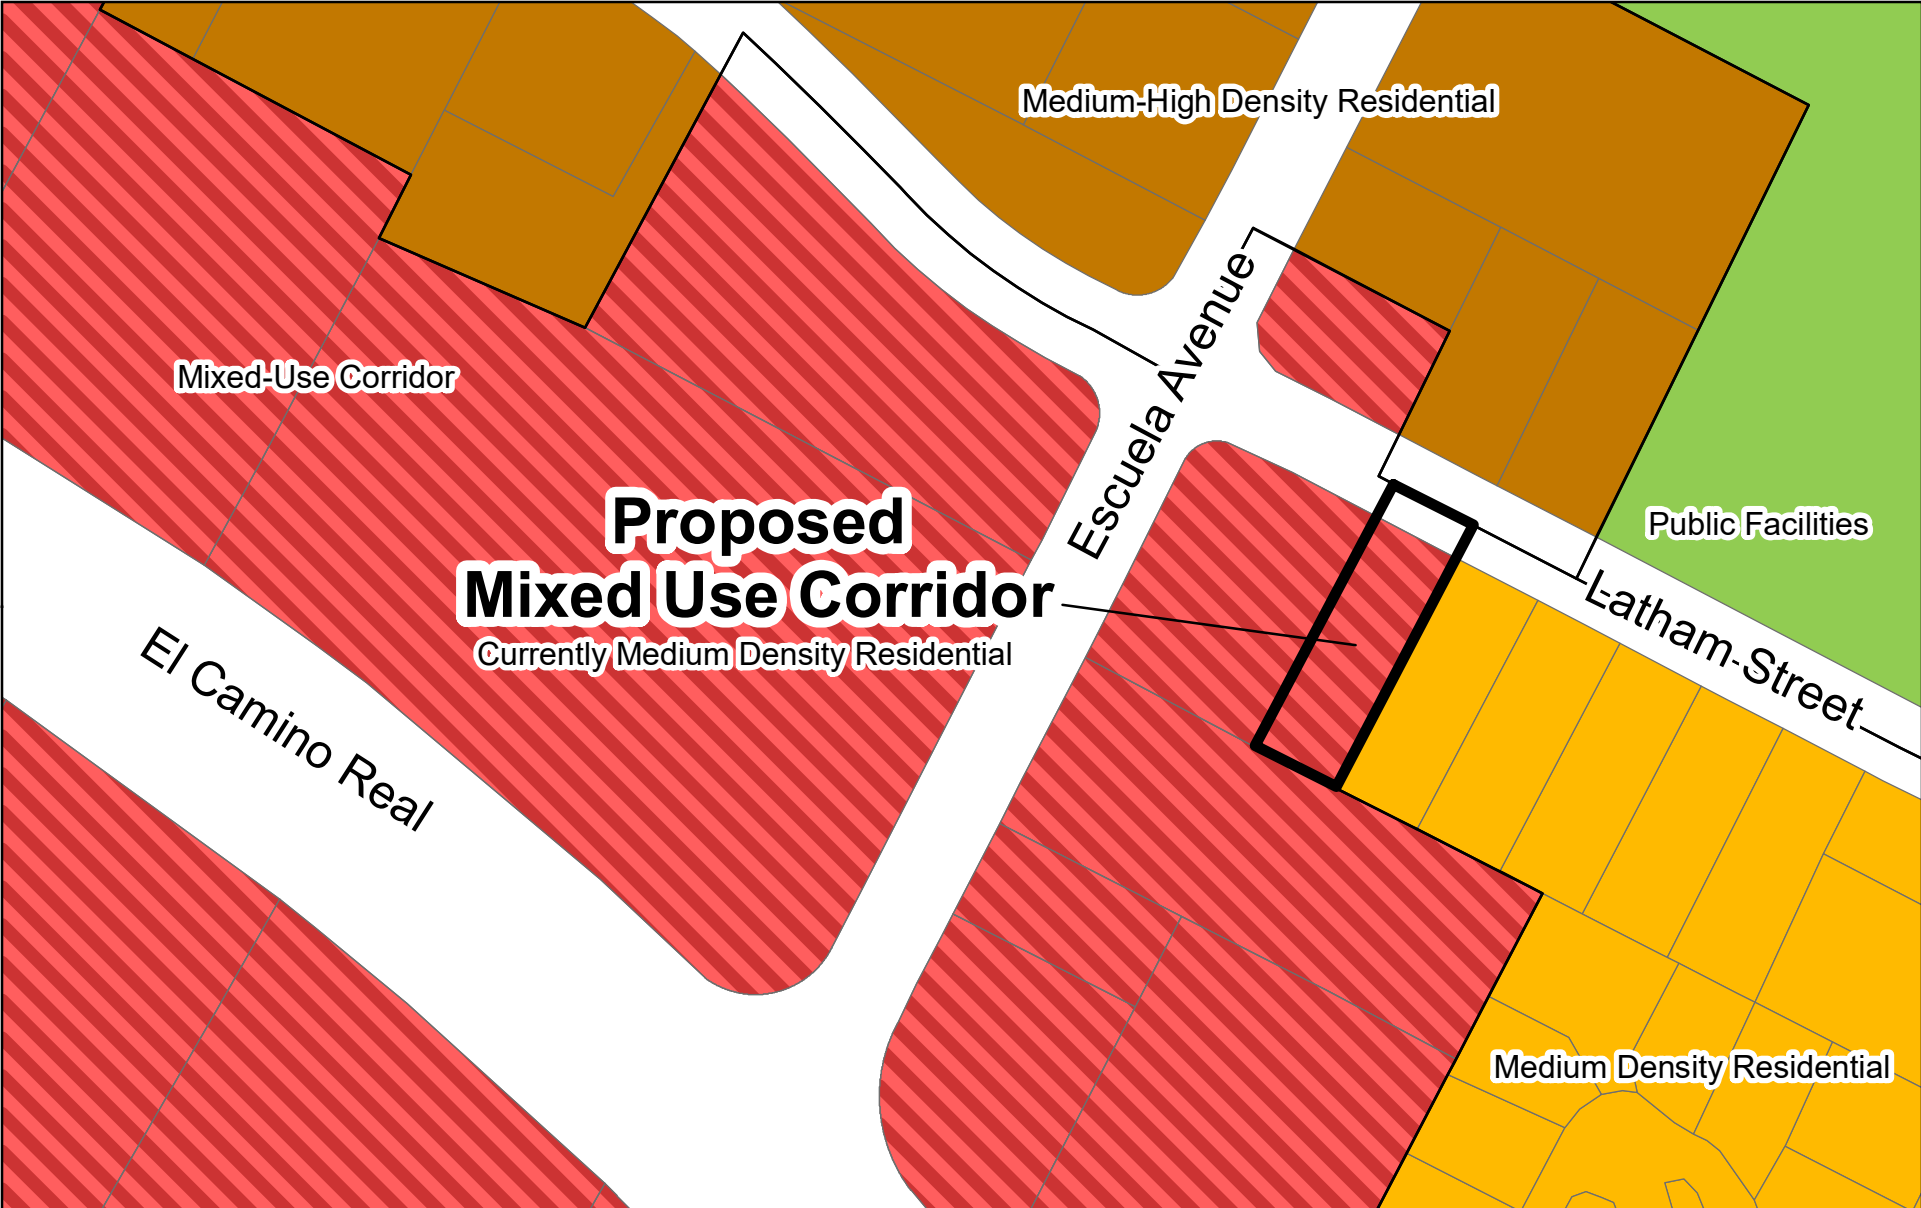 Medium-High Density Residential
Escuela Avenue
Mixed-Use Corridor
Proposed
Mixed Use Corridor
Currently Medium Density Residential
Public Facilities
Latham Street
El Camino Real
Medium Density Residential